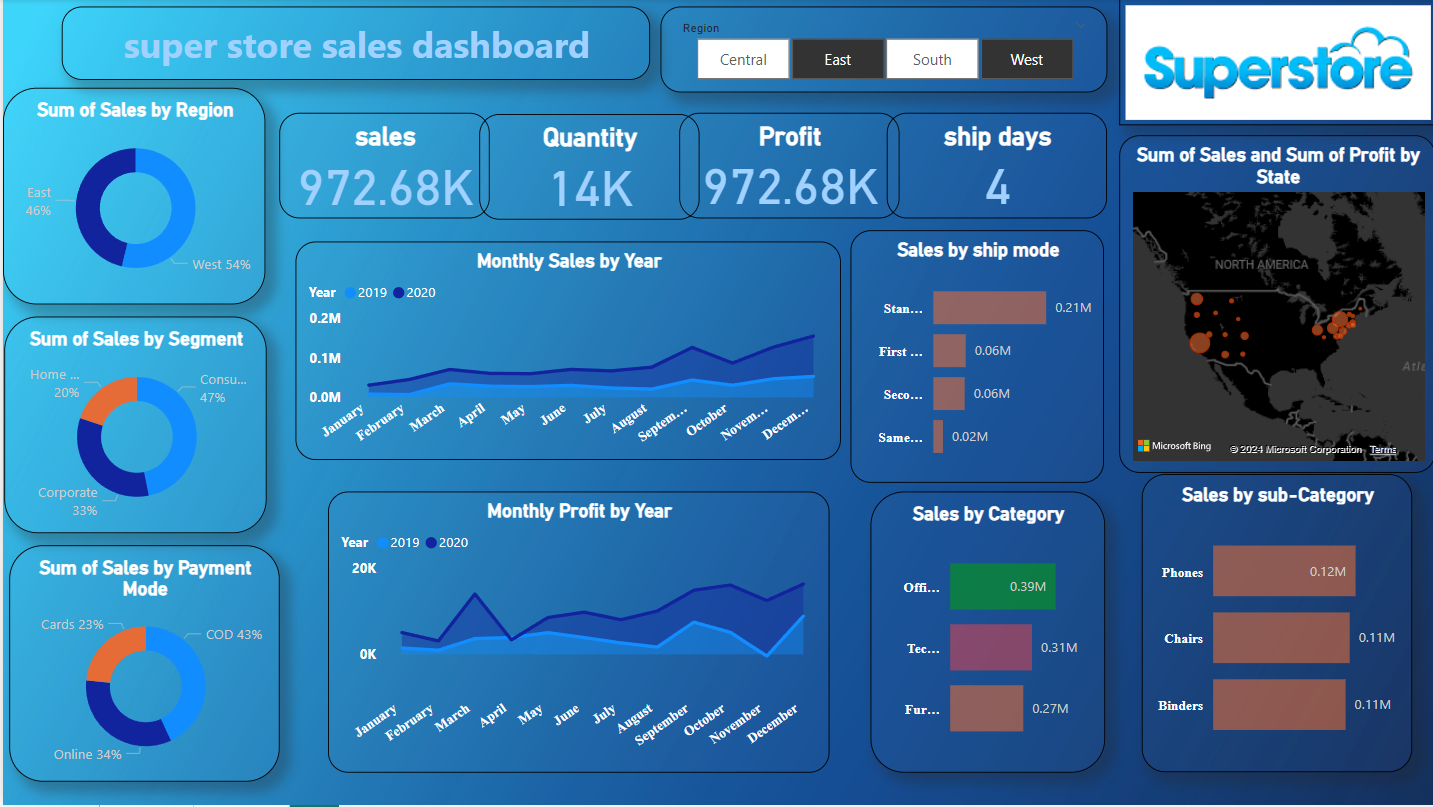 super store sales dashboard
Region
Central
East
South
West
Superstore
Sum of Sales by Region
East
46%
West 54%
sales
972.68K
Quantity
14K
Profit
972.68K
ship days
4
Sum of Sales and Sum of Profit by
State
NORTH AMERICA
Atle
Microsoft Bing
© 2024 Microsoft Corporation
Terms
Monthly Sales by Year
Year
2019
2020
0.2M
0.1M
0.0M
January
February
March
April
May
June
July
August
Septem...
October
Novem...
Decem...
Sales by ship mode
Stan...
0.21M
First ...
0.06M
Seco...
0.06M
Same...
0.02M
Sum of Sales by Segment
Home ...
20%
Consu...
47%
Corporate
33%
Monthly Profit by Year
Year
2019
2020
20K
0K
January
February
March
April
May
June
July
August
September
October
November
December
Sales by Category
Offi...
0.39M
Tec...
0.31M
Fur...
0.27M
Sales by sub-Category
Phones
0.12M
Chairs
0.11M
Binders
0.11M
Sum of Sales by Payment
Mode
Cards 23%
COD 43%
Online 34%